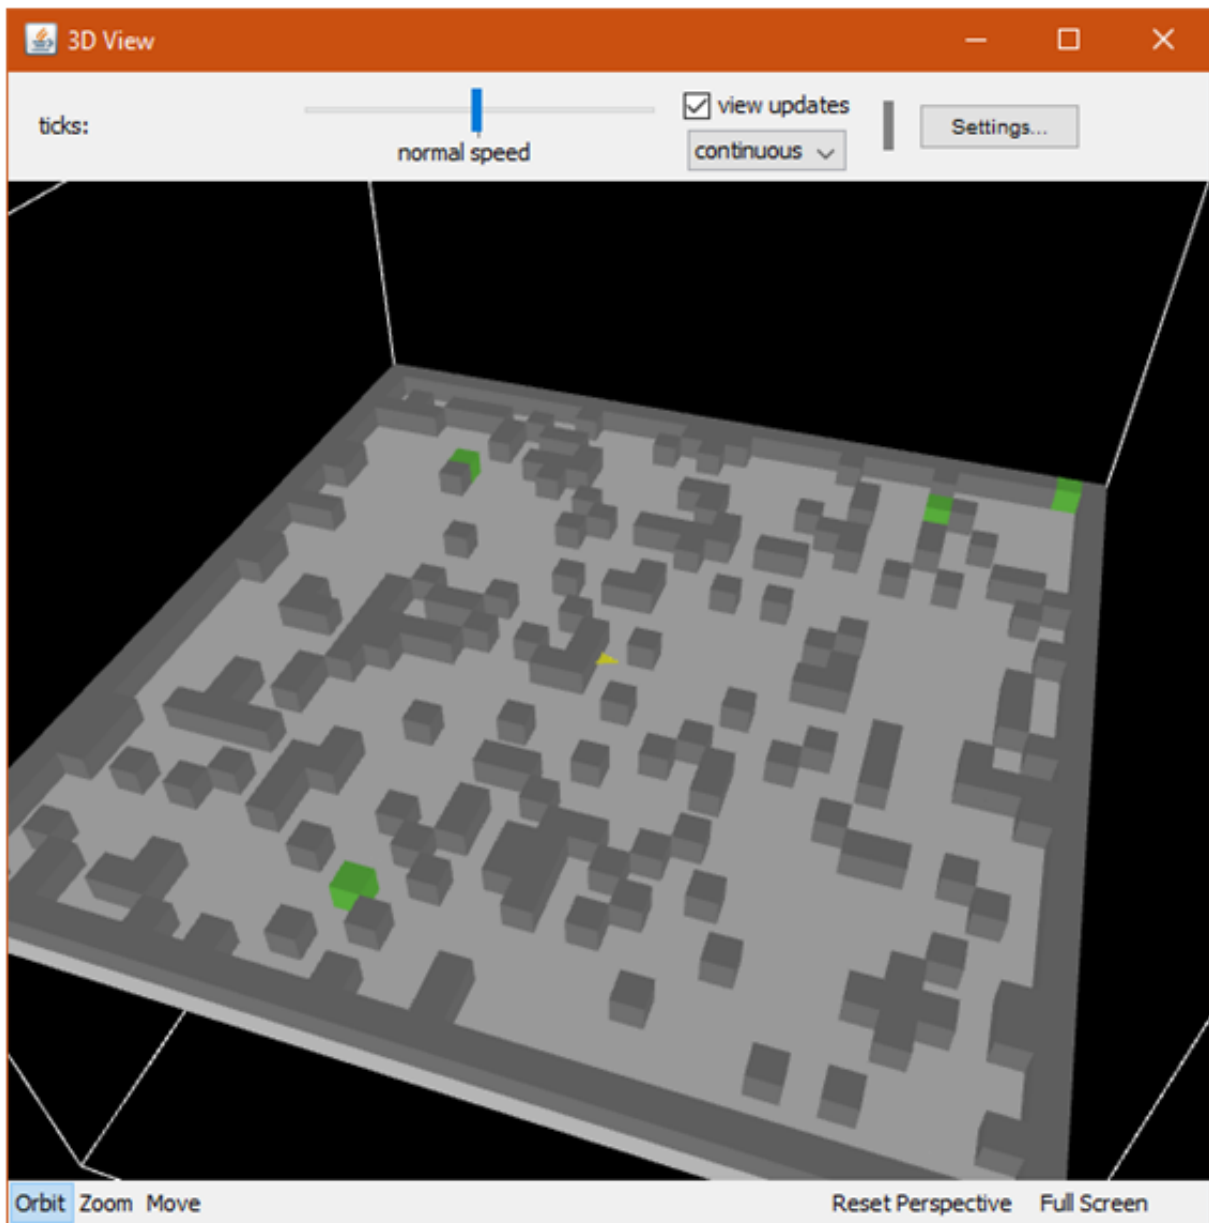 3D View
ticks:
normal speed
view updates
continuous
Settings...
Orbit Zoom Move
Reset Perspective Full Screen